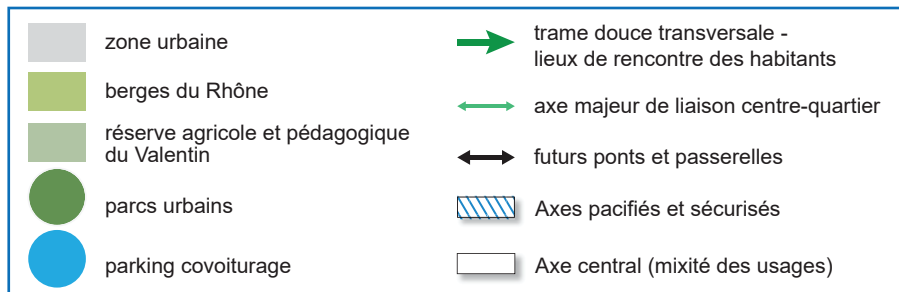 zone urbaine
berges du Rhône
réserve agricole et pédagogique
du Valentin
parcs urbains
parking covoiturage
trame douce transversale -
lieux de rencontre des habitants
axe majeur de liaison centre-quartier
futurs ponts et passerelles
Axes pacifiés et sécurisés
Axe central (mixité des usages)